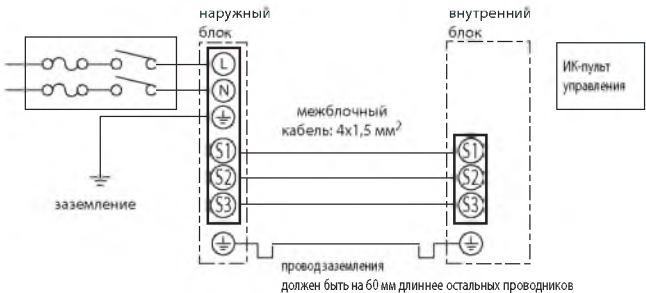 наружный
блок
внутренний
блок
L
N
межблочный
кабель: 4x1,5 мм²
S1
S2
S3
S1
S2
S3
ИК-пульт
управления
заземление
провод заземления
должен быть на 60 мм длиннее остальных проводников